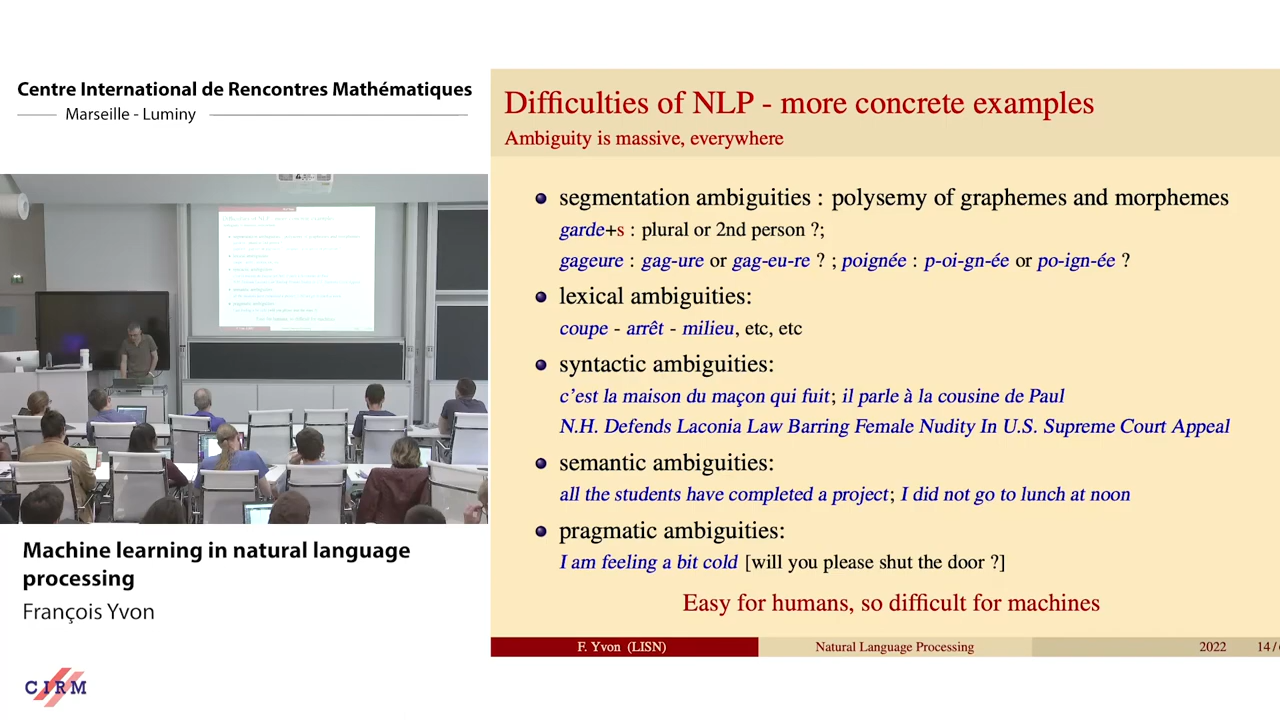 Centre International de Rencontres Mathématiques
Marseille - Luminy
Difficulties of NLP - more concrete examples
Ambiguity is massive, everywhere
segmentation ambiguities : polysemy of graphemes and morphemes
garde+s : plural or 2nd person ?;
gageure : gag-ure or gag-eu-re ? ; poignée : p-oi-gn-ée or po-ign-ée ?
lexical ambiguities:
coupe - arrêt - milieu, etc, etc
syntactic ambiguities:
c'est la maison du maçon qui fuit; il parle à la cousine de Paul
N.H. Defends Laconia Law Barring Female Nudity In U.S. Supreme Court Appeal
semantic ambiguities:
all the students have completed a project; I did not go to lunch at noon
pragmatic ambiguities:
I am feeling a bit cold [will you please shut the door ?]
Easy for humans, so difficult for machines
F. Yvon (LISN) Natural Language Processing 2022 14 /
Machine learning in natural language
processing
François Yvon
CIRM